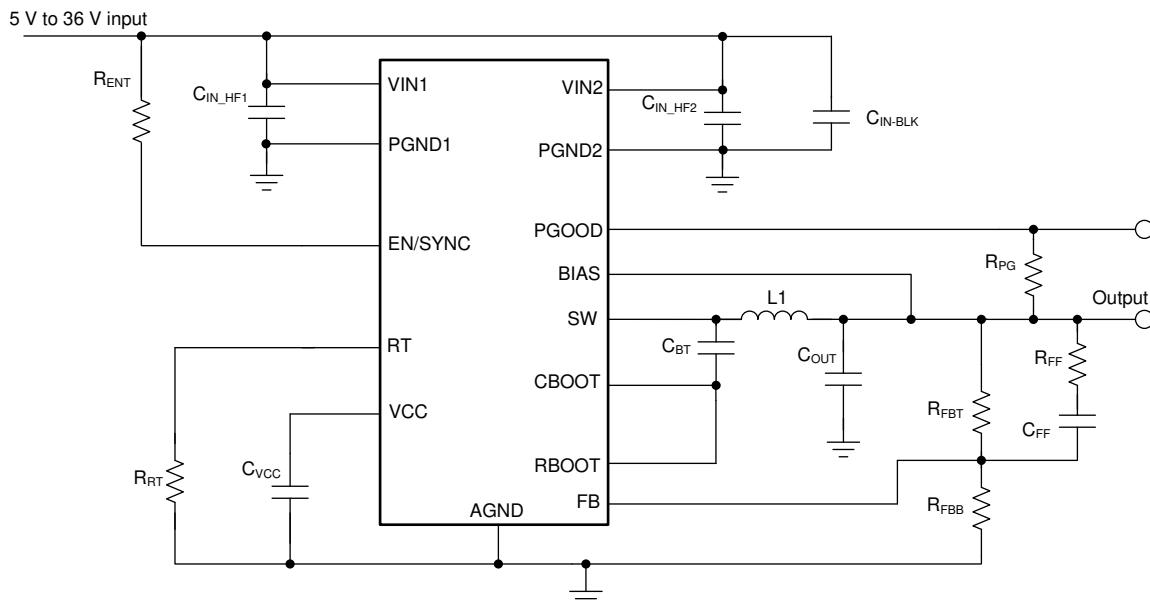 5 V to 36 V input
RENT
CIN_HF1
VIN1
PGND1
EN/SYNC
RT
VCC
AGND
VIN2
PGND2
PGOOD
BIAS
SW
CBOOT
RBOOT
FB
CIN_HF2
CIN-BLK
RPG
L1
Output
CBT
COUT
RFF
RFBT
CFF
RFBB
RRT
CVCC